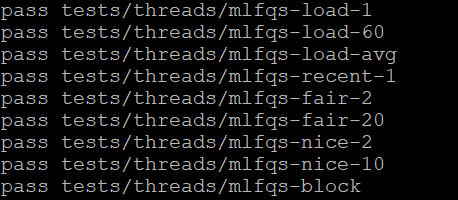 pass tests/threads/mlfqs-load-1
pass tests/threads/mlfqs-load-60
pass tests/threads/mlfqs-load-avg
pass tests/threads/mlfqs-recent-1
pass tests/threads/mlfqs-fair-2
pass tests/threads/mlfqs-fair-20
pass tests/threads/mlfqs-nice-2
pass tests/threads/mlfqs-nice-10
pass tests/threads/mlfqs-block